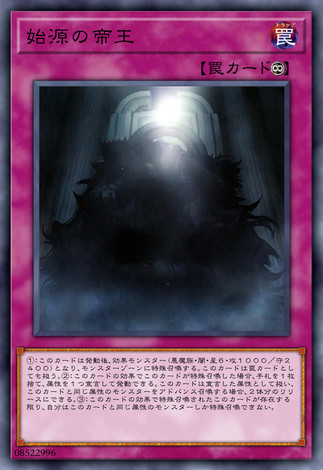 始源の帝王
トラップ
罠
【罠カード】
①:このカードは発動後、効果モンスター(悪魔族・闇・星6・攻1000/守2
400)となり、モンスターゾーンに特殊召喚する。このカードは罠カードとし
ても扱う。②:このカードの効果でこのカードが特殊召喚した場合、手札を1枚
捨て、属性を1つ宣言して発動できる。このカードは宣言した属性として扱い、
このカードと同じ属性のモンスターをアドバンス召喚する場合、2体分のリリ
ースにできる。③:このカードの効果で特殊召喚されたこのカードが存在する
限り、自分はこのカードと同じ属性のモンスターしか特殊召喚できない。
08522996